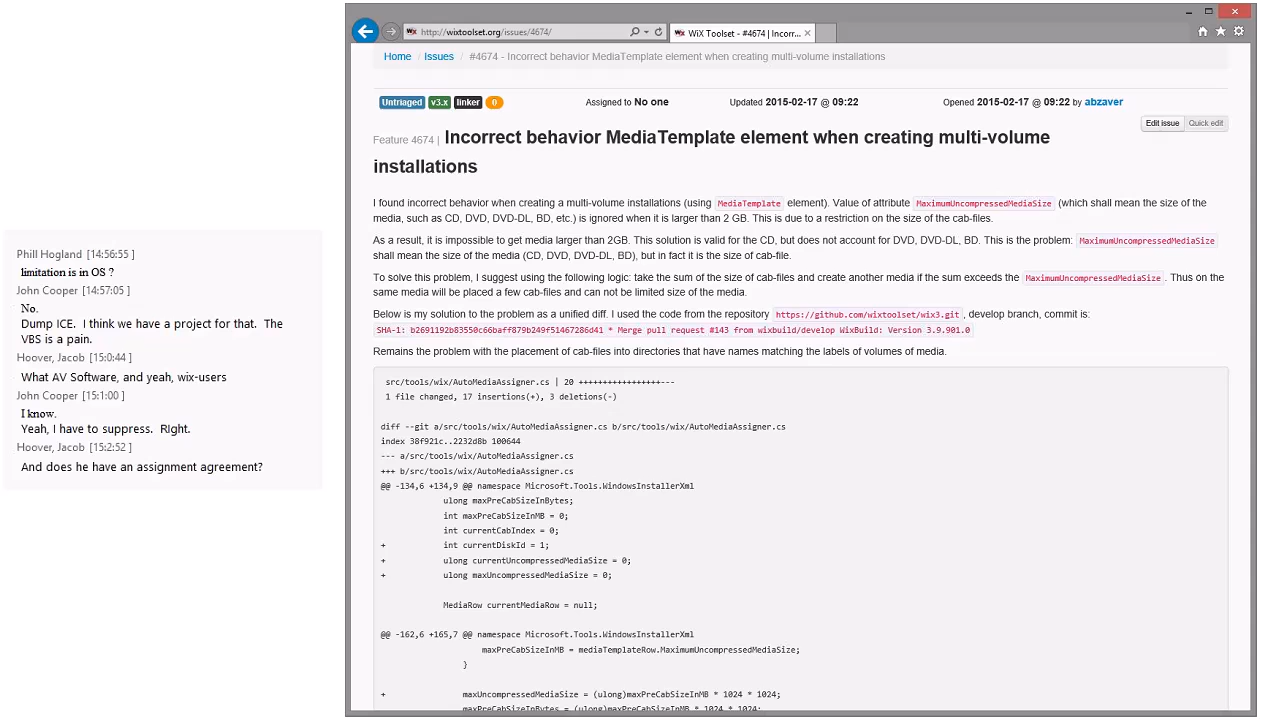 Phill Hogland [14:56:55 ]
limitation is in OS ?
John Cooper [14:57:05 ]
No.
Dump ICE.  I think we have a project for that.  The
VBS is a pain.
Hoover, Jacob [15:0:44 ]
What AV Software, and yeah, wix-users
John Cooper [15:1:00 ]
I know.
Yeah, I have to suppress.  RIght.
Hoover, Jacob [15:2:52 ]
And does he have an assignment agreement?
http://wixtoolset.org/issues/4674/
WiX Toolset - #4674 | Incorr...
Home / Issues / #4674 - Incorrect behavior MediaTemplate element when creating multi-volume installations
Untriaged v3.x linker 0 Assigned to No one Updated 2015-02-17 @ 09:22 Opened 2015-02-17 @ 09:22 by abzaver
Edit issue Quick edit
Feature 4674 | Incorrect behavior MediaTemplate element when creating multi-volume
installations
I found incorrect behavior when creating a multi-volume installations (using MediaTemplate element). Value of attribute MaximumUncompressedMediaSize (which shall mean the size of the
media, such as CD, DVD, DVD-DL, BD, etc.) is ignored when it is larger than 2 GB. This is due to a restriction on the size of the cab-files.
As a result, it is impossible to get media larger than 2GB. This solution is valid for the CD, but does not account for DVD, DVD-DL, BD. This is the problem: MaximumUncompressedMediaSize
shall mean the size of the media (CD, DVD, DVD-DL, BD), but in fact it is the size of cab-file.
To solve this problem, I suggest using the following logic: take the sum of the size of cab-files and create another media if the sum exceeds the MaximumUncompressedMediaSize . Thus on the
same media will be placed a few cab-files and can not be limited size of the media.
Below is my solution to the problem as a unified diff. I used the code from the repository https://github.com/wixtoolset/wix3.git , develop branch, commit is:
SHA-1: b2691192b83550c66baff879b249f51467286d41 * Merge pull request #143 from wixbuild/develop WixBuild: Version 3.9.901.0
Remains the problem with the placement of cab-files into directories that have names matching the labels of volumes of media.
src/tools/wix/AutoMediaAssigner.cs | 20 +++++++++++++++++---
1 file changed, 17 insertions(+), 3 deletions(-)
diff --git a/src/tools/wix/AutoMediaAssigner.cs b/src/tools/wix/AutoMediaAssigner.cs
index 38f921c..2232d8b 100644
--- a/src/tools/wix/AutoMediaAssigner.cs
+++ b/src/tools/wix/AutoMediaAssigner.cs
@@ -134,6 +134,9 @@ namespace Microsoft.Tools.WindowsInstallerXml
ulong maxPreCabSizeInBytes;
int maxPreCabSizeInMB = 0;
int currentCabIndex = 0;
+ int currentDiskId = 1;
+ ulong currentUncompressedMediaSize = 0;
+ ulong maxUncompressedMediaSize = 0;
MediaRow currentMediaRow = null;
@@ -162,6 +165,7 @@ namespace Microsoft.Tools.WindowsInstallerXml
maxPreCabSizeInMB = mediaTemplateRow.MaximumUncompressedMediaSize;
}
+ maxUncompressedMediaSize = (ulong)maxPreCabSizeInMB * 1024 * 1024;
maxPreCabSizeInBytes = (ulong)maxPreCabSizeInMB * 1024 * 1024;